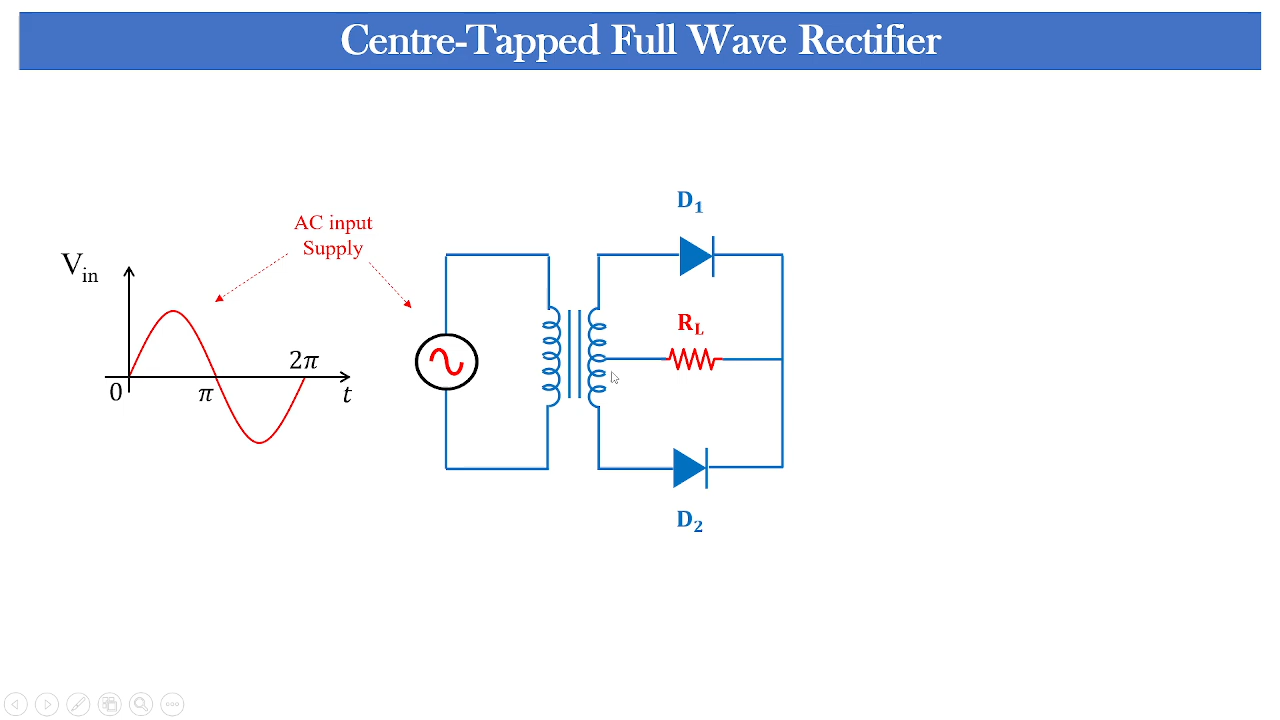 Centre-Tapped Full Wave Rectifier
D₁
AC input
Supply
V_in
R_L
2π
0
π
t
D₂